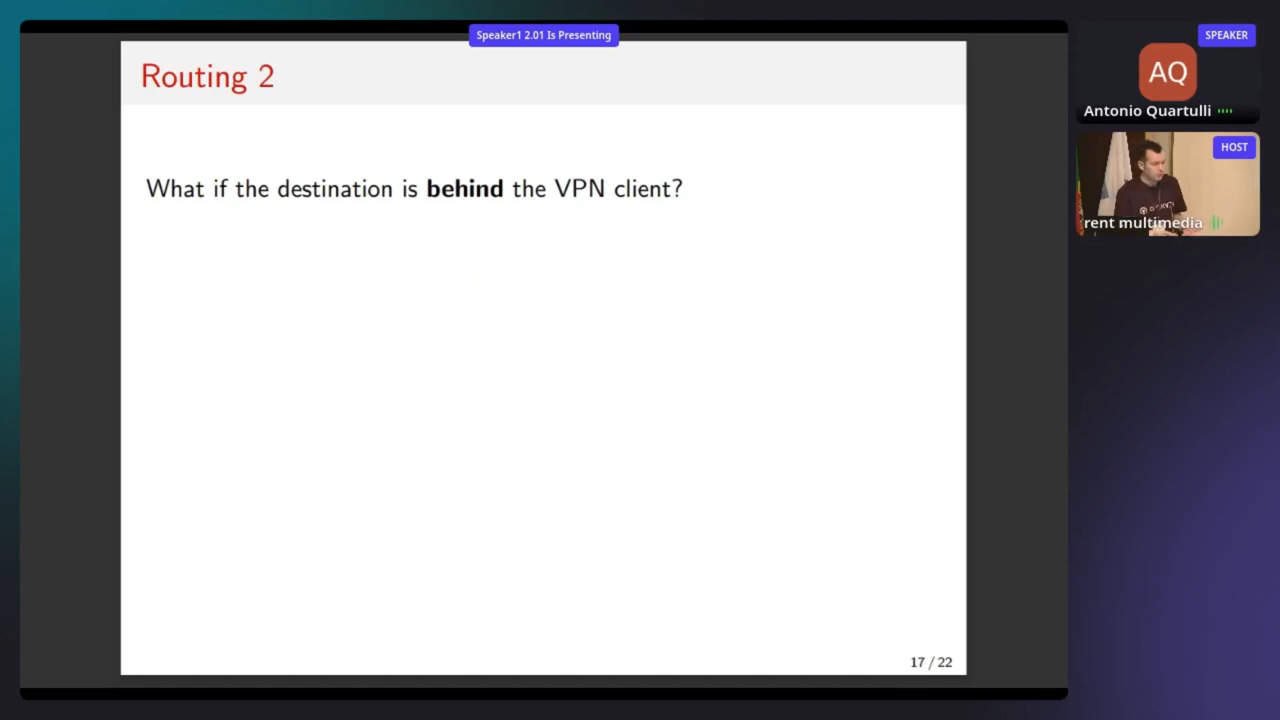 Speaker1 2.01 Is Presenting
Routing 2
What if the destination is behind the VPN client?
17 / 22
SPEAKER
AQ
Antonio Quartulli
HOST
rent multimedia